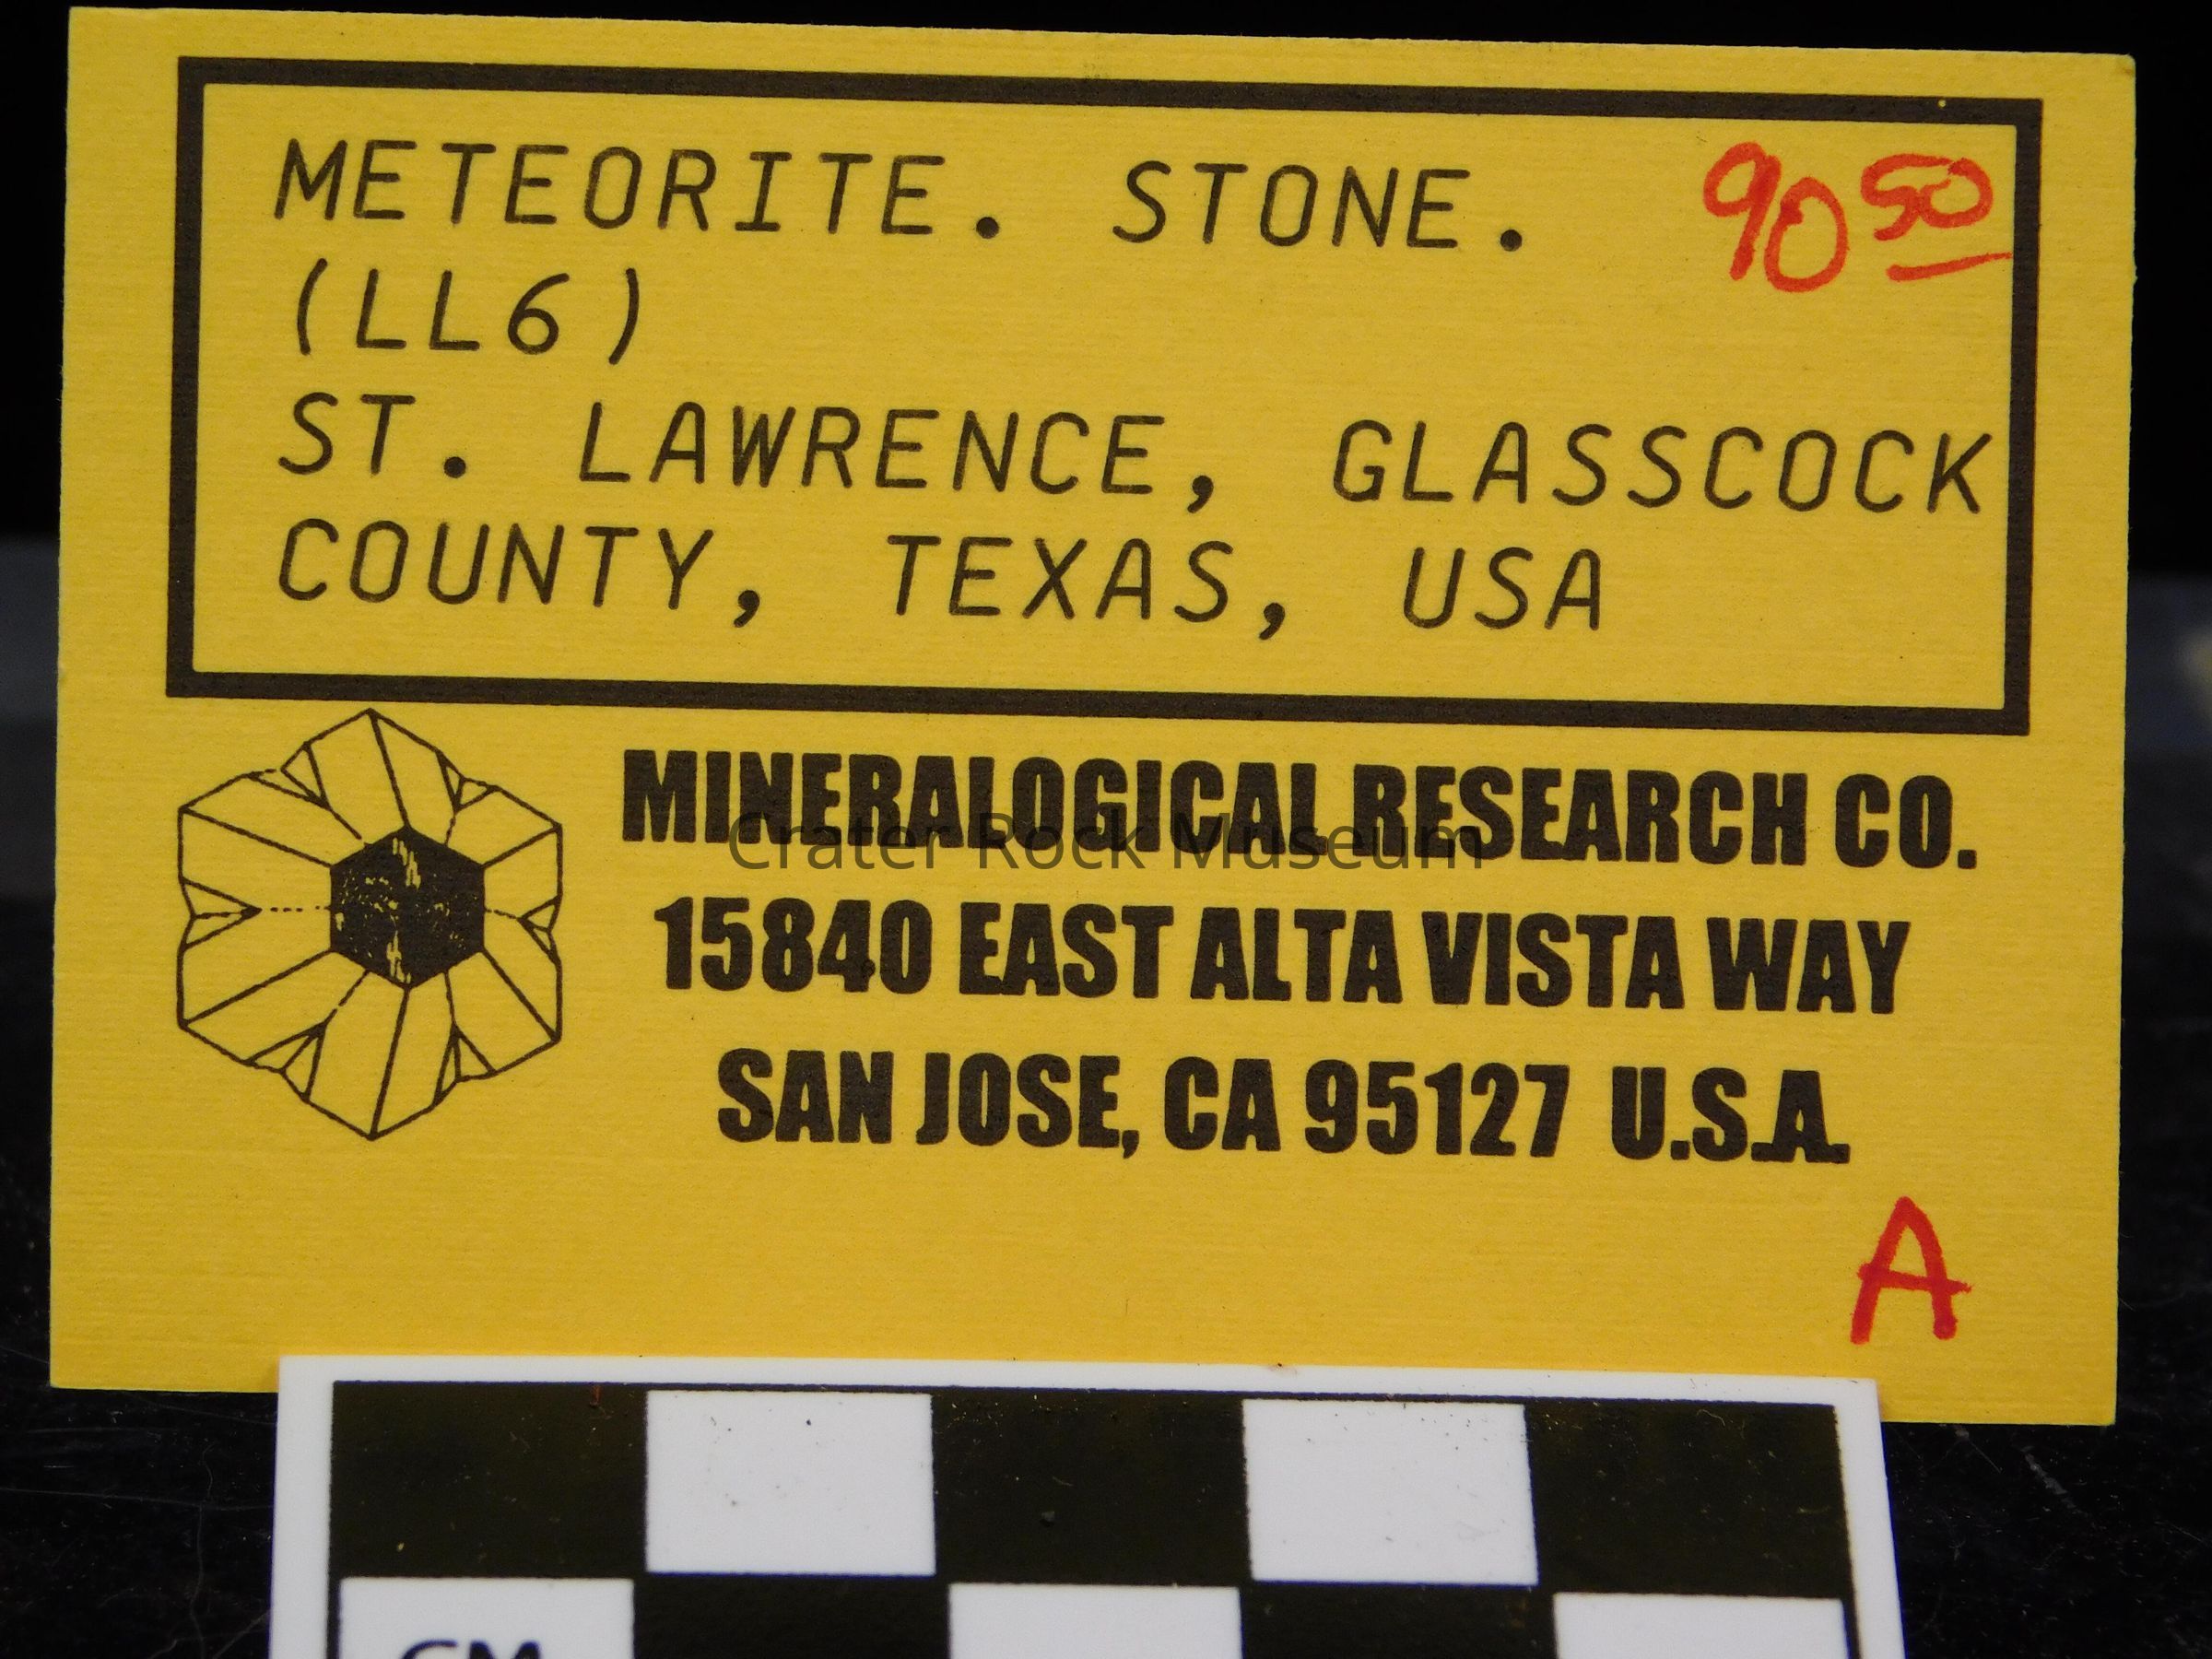 METEORITE. STONE. 90 50
(LL6)
ST. LAWRENCE, GLASSCOCK
COUNTY, TEXAS, USA
MINERALOGICAL RESEARCH CO.
Crater Rock Museum
15840 EAST ALTA VISTA WAY
SAN JOSE, CA 95127 U.S.A.
A
CM